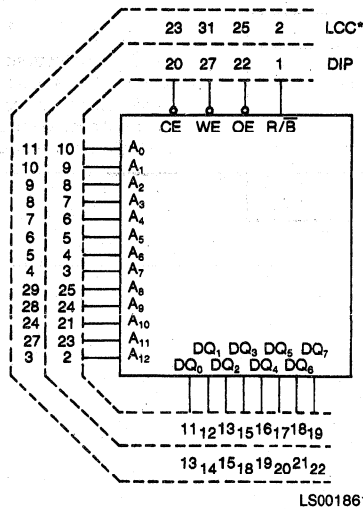 23 31 25 2 LCC*
20 27 22 1 DIP
CE WE OE R/B̅
11 10 A₀
10 9 A₁
9 8 A₂
8 7 A₃
7 6 A₄
6 5 A₅
5 4 A₆
4 3 A₇
29 25 A₈
28 24 A₉
24 21 A₁₀
27 23 A₁₁
3 2 A₁₂
DQ₁ DQ₃ DQ₅ DQ₇
DQ₀ DQ₂ DQ₄ DQ₆
11 12 13 15 16 17 18 19
13 14 15 18 19 20 21 22
LS00186